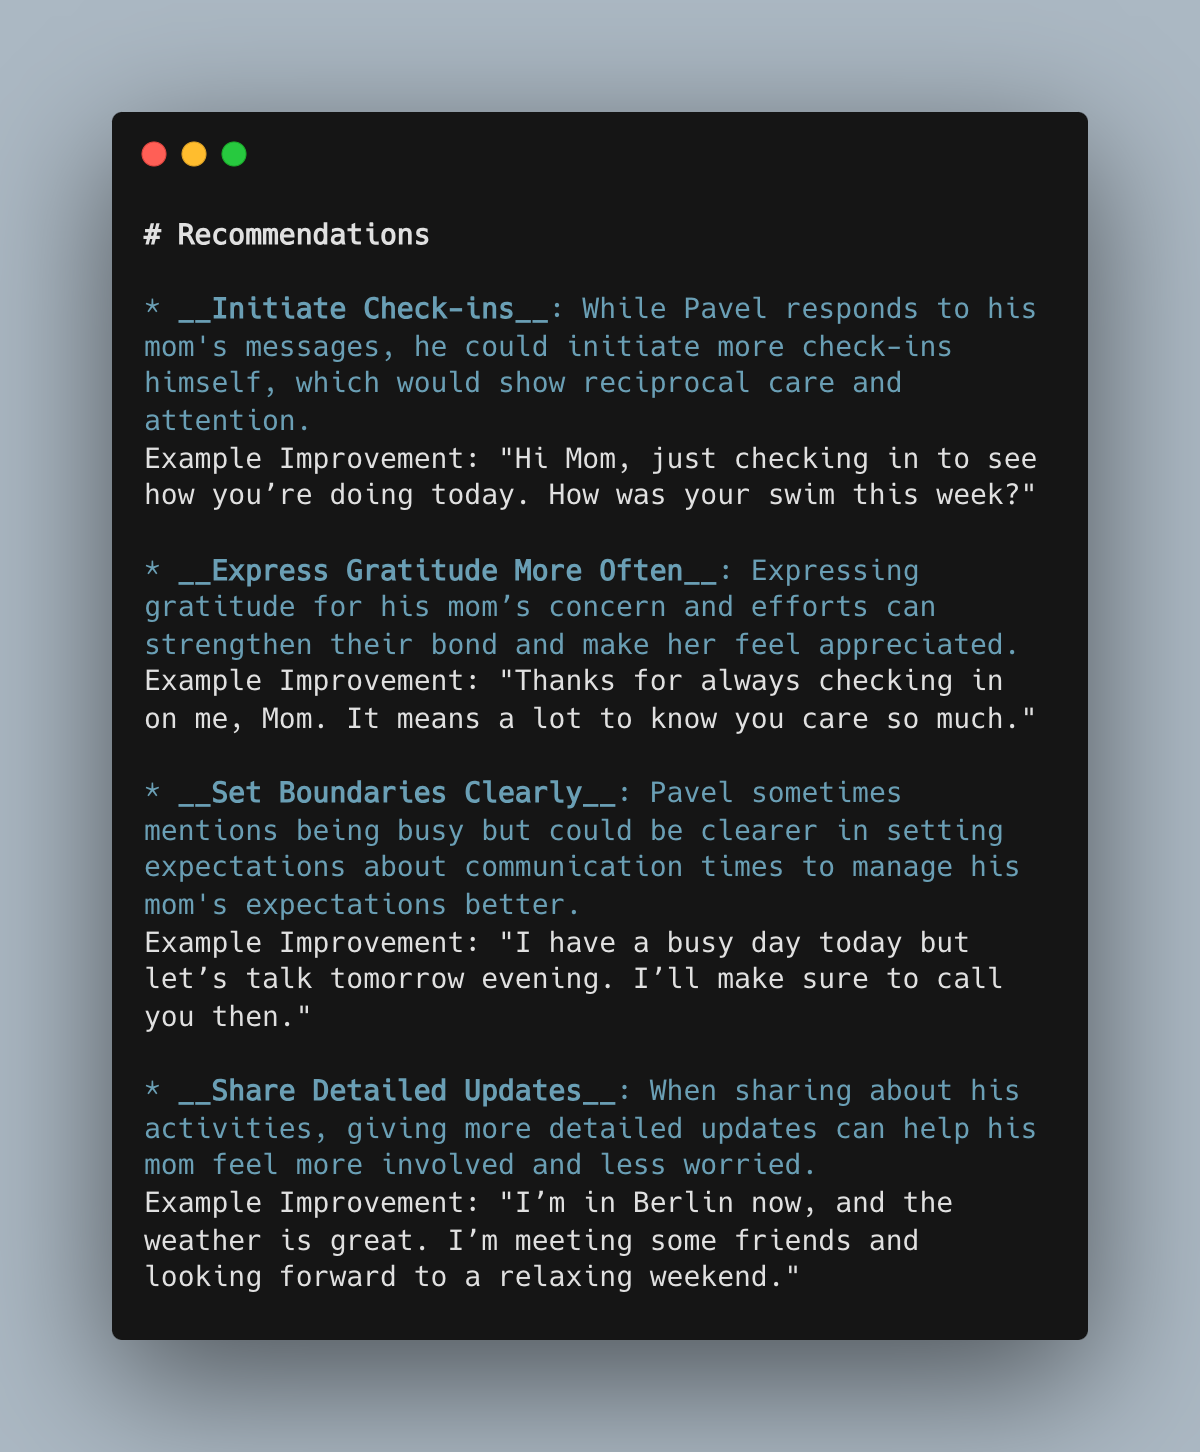 # Recommendations
* __Initiate Check-ins__: While Pavel responds to his
mom's messages, he could initiate more check-ins
himself, which would show reciprocal care and
attention.
Example Improvement: "Hi Mom, just checking in to see
how you’re doing today. How was your swim this week?"
* __Express Gratitude More Often__: Expressing
gratitude for his mom’s concern and efforts can
strengthen their bond and make her feel appreciated.
Example Improvement: "Thanks for always checking in
on me, Mom. It means a lot to know you care so much."
* __Set Boundaries Clearly__: Pavel sometimes
mentions being busy but could be clearer in setting
expectations about communication times to manage his
mom's expectations better.
Example Improvement: "I have a busy day today but
let’s talk tomorrow evening. I’ll make sure to call
you then."
* __Share Detailed Updates__: When sharing about his
activities, giving more detailed updates can help his
mom feel more involved and less worried.
Example Improvement: "I’m in Berlin now, and the
weather is great. I’m meeting some friends and
looking forward to a relaxing weekend."